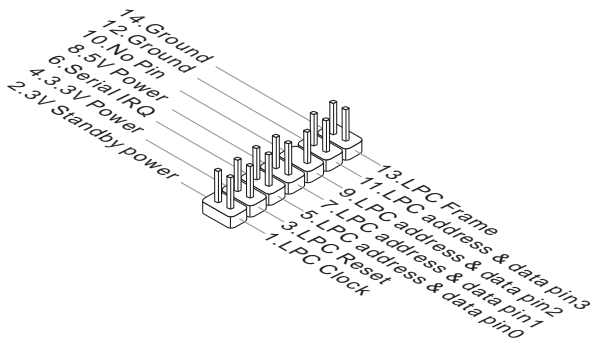 14.Ground
12.Ground
10.No Pin
8.5V Power
6.Serial IRQ
4.3.3V Power
2.3V Standby power
13.LPC Frame
11.LPC address & data pin3
9.LPC address & data pin2
7.LPC address & data pin1
5.LPC address & data pin0
3.LPC Reset
1.LPC Clock